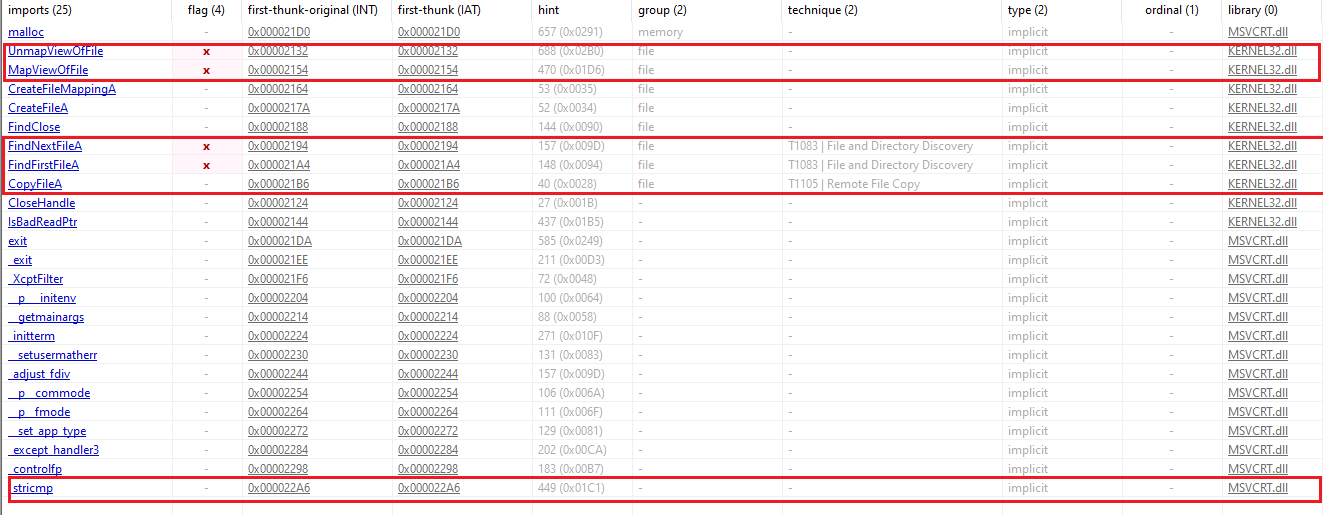 imports (25) flag (4) first-thunk-original (INT) first-thunk (IAT) hint group (2) technique (2) type (2) ordinal (1) library (0)
malloc - 0x000021D0 0x000021D0 657 (0x0291) memory - implicit - MSVCRT.dll
UnmapViewOfFile x 0x00002132 0x00002132 688 (0x02B0) file - implicit - KERNEL32.dll
MapViewOfFile x 0x00002154 0x00002154 470 (0x01D6) file - implicit - KERNEL32.dll
CreateFileMappingA - 0x00002164 0x00002164 53 (0x0035) file - implicit - KERNEL32.dll
CreateFileA - 0x0000217A 0x0000217A 52 (0x0034) file - implicit - KERNEL32.dll
FindClose - 0x00002188 0x00002188 144 (0x0090) file - implicit - KERNEL32.dll
FindNextFileA x 0x00002194 0x00002194 157 (0x009D) file T1083 | File and Directory Discovery implicit - KERNEL32.dll
FindFirstFileA x 0x000021A4 0x000021A4 148 (0x0094) file T1083 | File and Directory Discovery implicit - KERNEL32.dll
CopyFileA - 0x000021B6 0x000021B6 40 (0x0028) file T1105 | Remote File Copy implicit - KERNEL32.dll
CloseHandle - 0x00002124 0x00002124 27 (0x001B) - - implicit - KERNEL32.dll
IsBadReadPtr - 0x00002144 0x00002144 437 (0x01B5) - - implicit - KERNEL32.dll
exit - 0x000021DA 0x000021DA 585 (0x0249) - - implicit - MSVCRT.dll
_exit - 0x000021EE 0x000021EE 211 (0x00D3) - - implicit - MSVCRT.dll
_XcptFilter - 0x000021F6 0x000021F6 72 (0x0048) - - implicit - MSVCRT.dll
__p___initenv - 0x00002204 0x00002204 100 (0x0064) - - implicit - MSVCRT.dll
__getmainargs - 0x00002214 0x00002214 88 (0x0058) - - implicit - MSVCRT.dll
_initterm - 0x00002224 0x00002224 271 (0x010F) - - implicit - MSVCRT.dll
__setusermatherr - 0x00002230 0x00002230 131 (0x0083) - - implicit - MSVCRT.dll
_adjust_fdiv - 0x00002244 0x00002244 157 (0x009D) - - implicit - MSVCRT.dll
__p__commode - 0x00002254 0x00002254 106 (0x006A) - - implicit - MSVCRT.dll
__p__fmode - 0x00002264 0x00002264 111 (0x006F) - - implicit - MSVCRT.dll
__set_app_type - 0x00002272 0x00002272 129 (0x0081) - - implicit - MSVCRT.dll
_except_handler3 - 0x00002284 0x00002284 202 (0x00CA) - - implicit - MSVCRT.dll
_controlfp - 0x00002298 0x00002298 183 (0x00B7) - - implicit - MSVCRT.dll
_stricmp - 0x000022A6 0x000022A6 449 (0x01C1) - - implicit - MSVCRT.dll